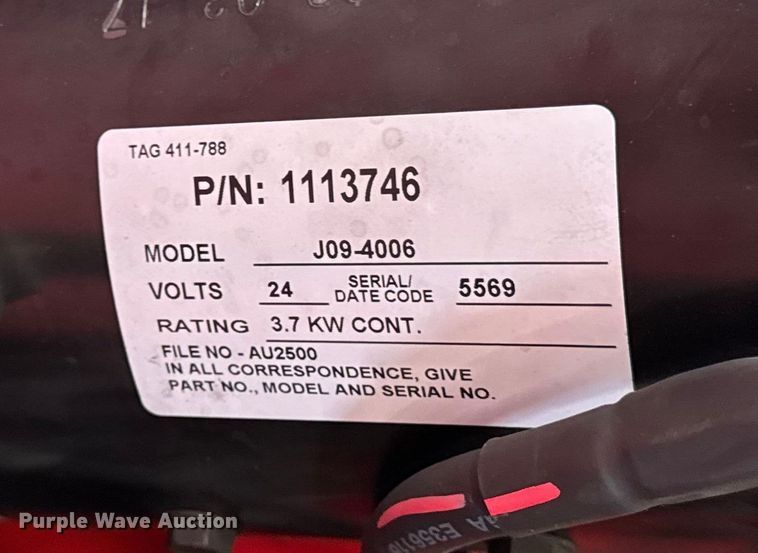 TAG 411-788
P/N: 1113746
MODEL J09-4006
VOLTS 24 SERIAL/DATE CODE 5569
RATING 3.7 KW CONT.
FILE NO - AU2500
IN ALL CORRESPONDENCE, GIVE
PART NO., MODEL AND SERIAL NO.
Purple Wave Auction